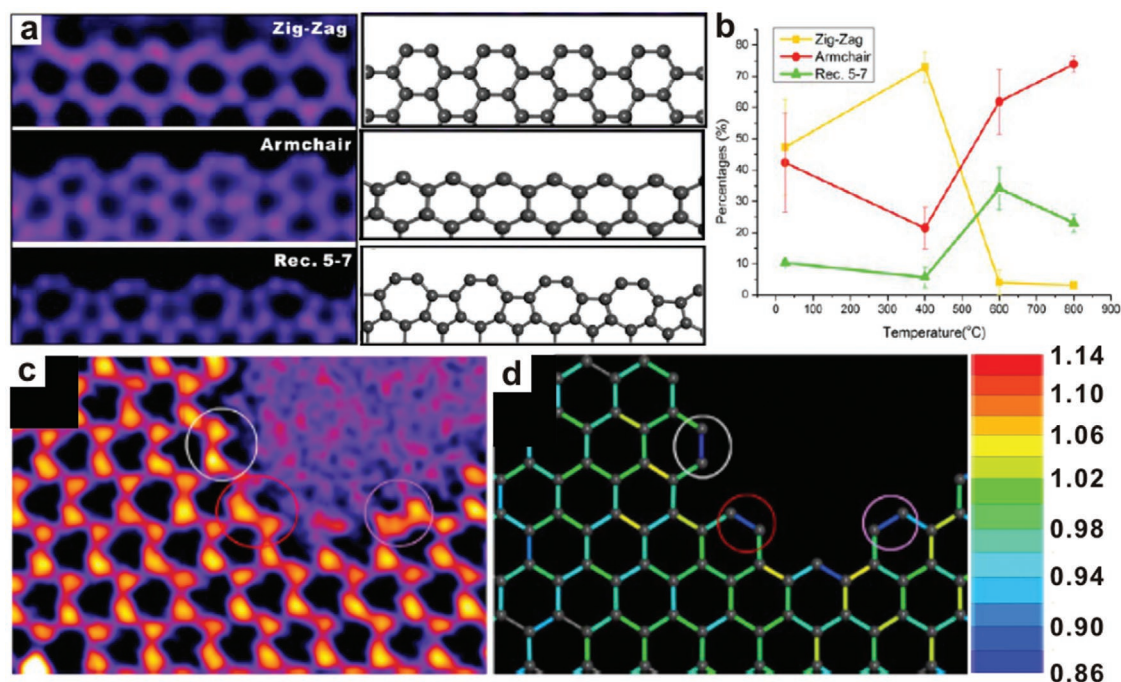 a
Zig-Zag
Armchair
Rec. 5-7
b
Zig-Zag
Armchair
Rec. 5-7
Percentages (%)
80
70
60
50
40
30
20
10
0
0 100 200 300 400 500 600 700 800 900
Temperature(°C)
c
d
1.14
1.10
1.06
1.02
0.98
0.94
0.90
0.86